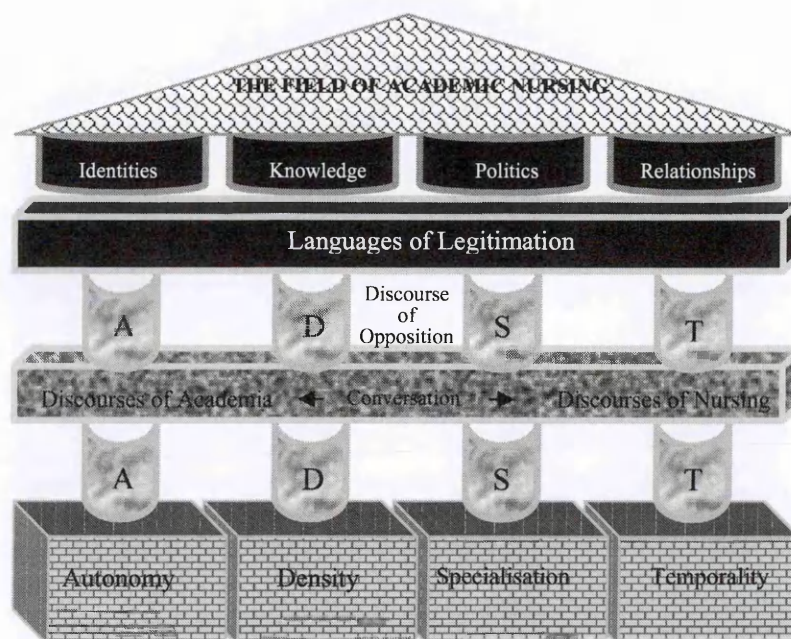 THE FIELD OF ACADEMIC NURSING
Identities Knowledge Politics Relationships
Languages of Legitimation
Discourse
of
Opposition
A D S T
Discourses of Academia Conversation Discourses of Nursing
A D S T
Autonomy Density Specialisation Temporality